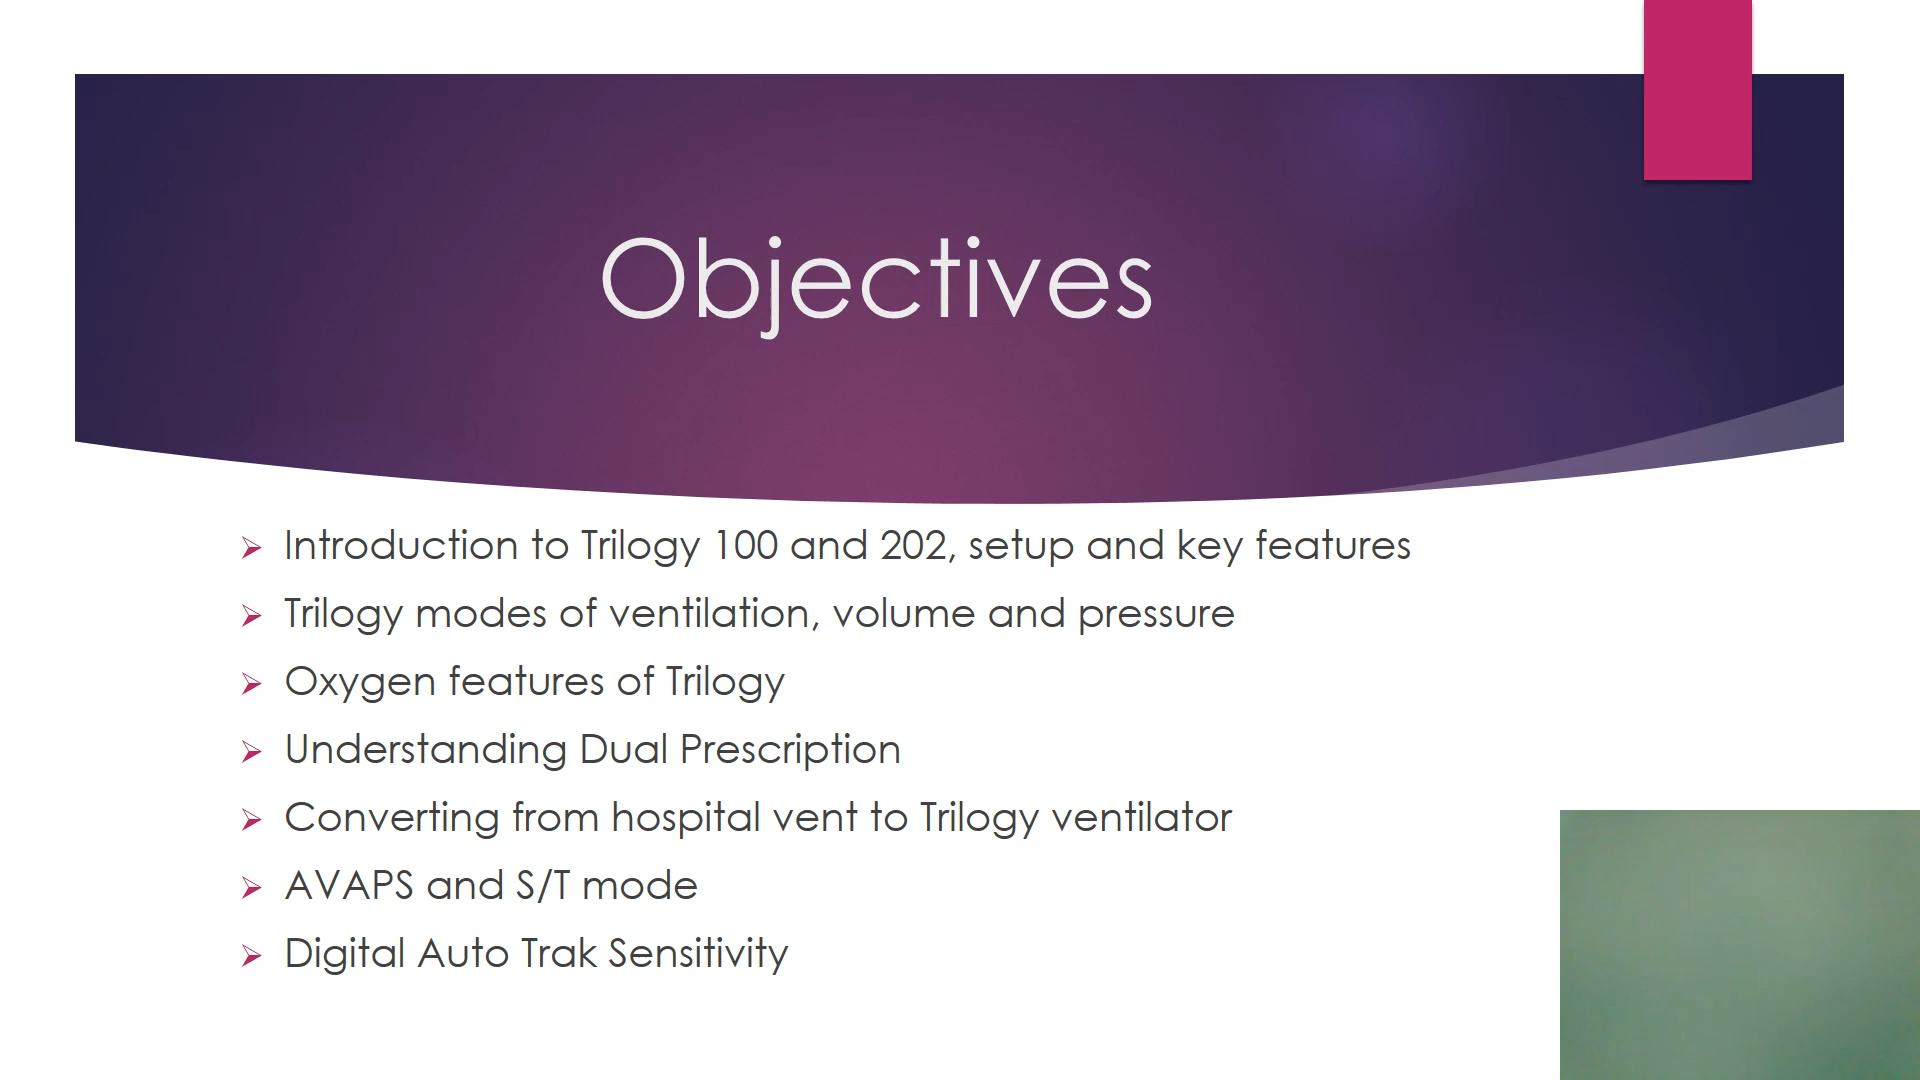 Objectives
Introduction to Trilogy 100 and 202, setup and key features
Trilogy modes of ventilation, volume and pressure
Oxygen features of Trilogy
Understanding Dual Prescription
Converting from hospital vent to Trilogy ventilator
AVAPS and S/T mode
Digital Auto Trak Sensitivity